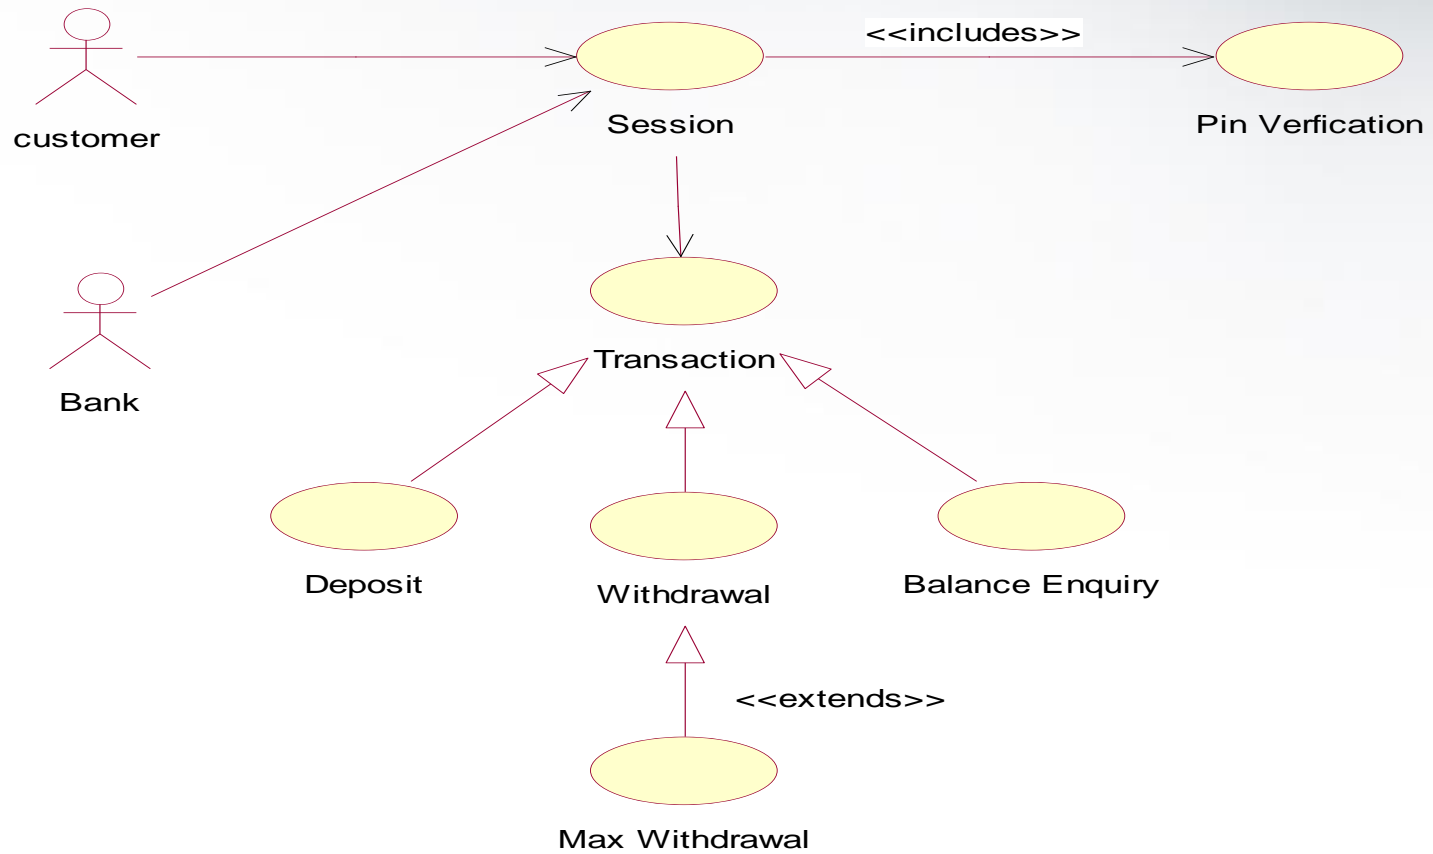 <<includes>>
customer
Session
Pin Verfication
Transaction
Bank
Deposit
Withdrawal
Balance Enquiry
<<extends>>
Max Withdrawal